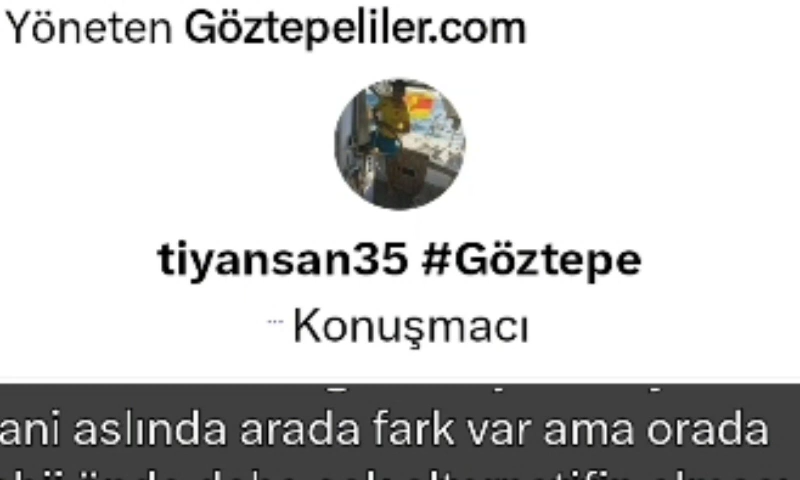 Yöneten Göztepeliler.com
tiyansan35 #Göztepe
Konuşmacı
ani aslında arada fark var ama orada